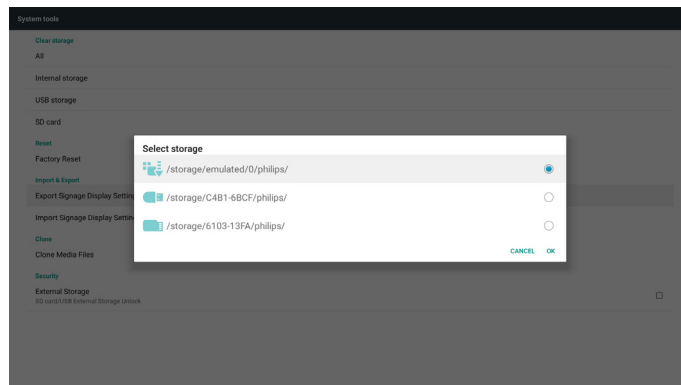 System tools
Clear storage
All
Internal storage
USB storage
SD card
Reset
Factory Reset
Import & Export
Export Signage Display Setting
Import Signage Display Settin
Clone
Clone Media Files
Security
External Storage
SD card/USB External Storage Unlock
Select storage
/storage/emulated/0/philips/
/storage/C4B1-6BCF/philips/
/storage/6103-13FA/philips/
CANCEL OK